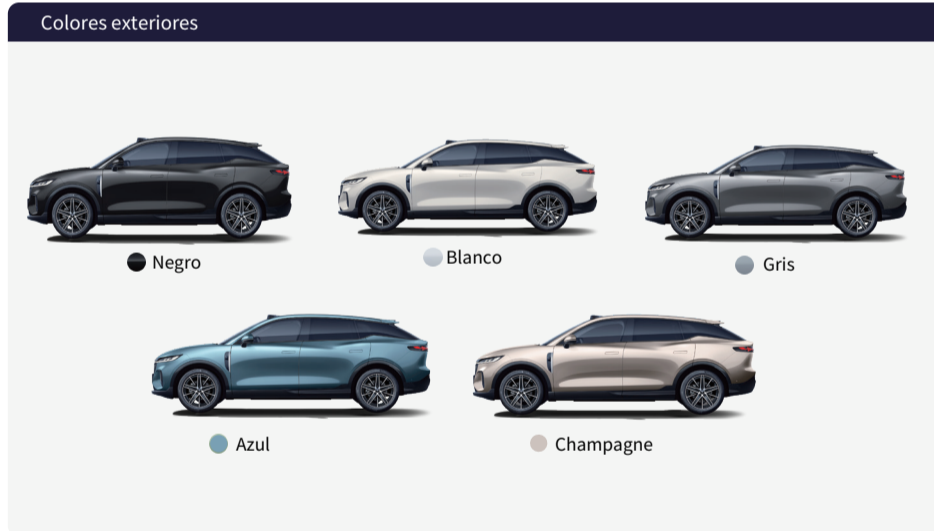 Colores exteriores
Negro
Blanco
Gris
Azul
Champagne